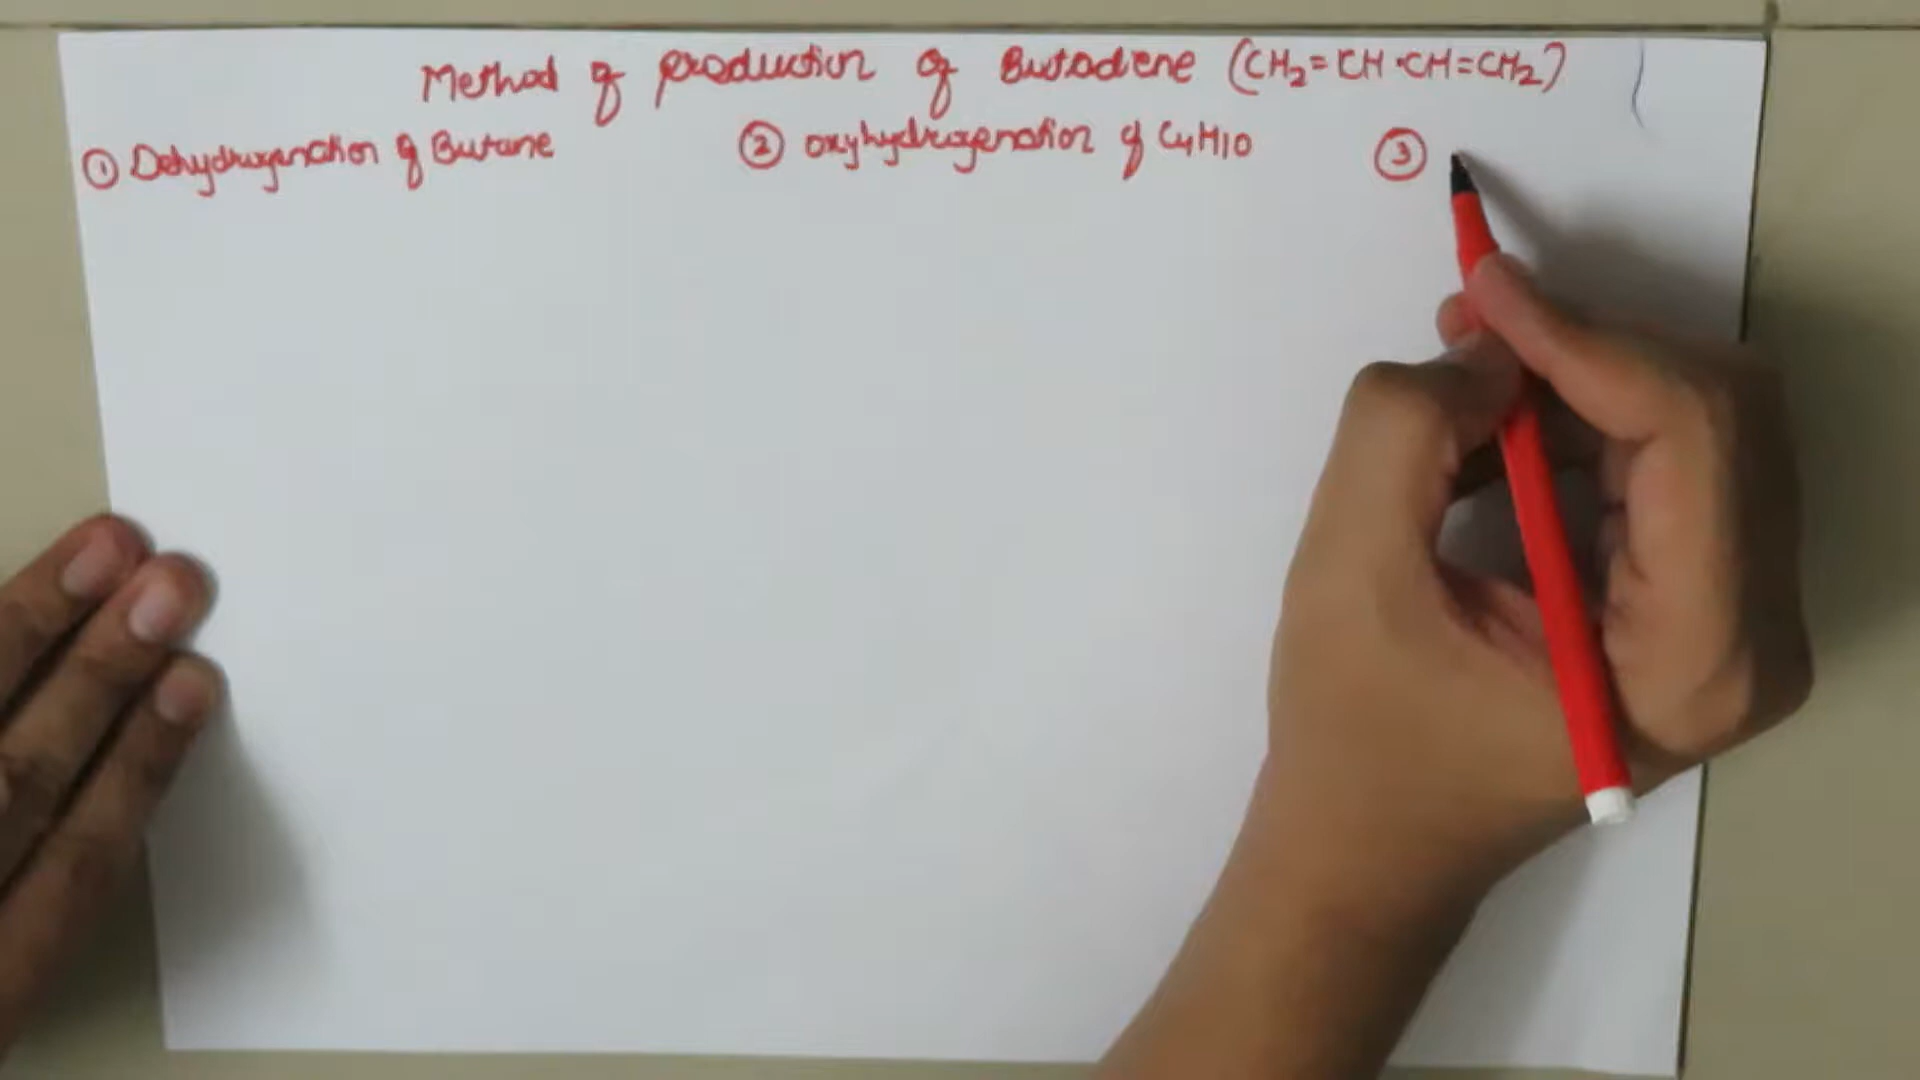 Method of production of Butadiene (CH2=CH·CH=CH2)
① Dehydrogenation of Butane ② oxyhydrogenation of C4H10 ③